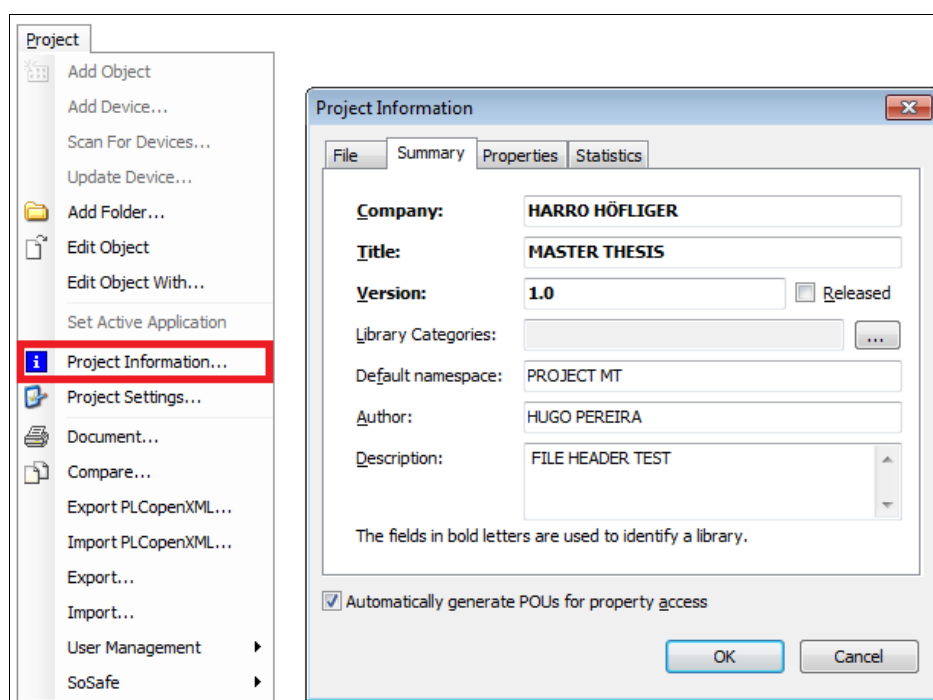 Project
Add Object
Add Device...
Scan For Devices...
Update Device...
Add Folder...
Edit Object
Edit Object With...
Set Active Application
Project Information...
Project Settings...
Document...
Compare...
Export PLCopenXML...
Import PLCopenXML...
Export...
Import...
User Management
SoSafe
Project Information
File Summary Properties Statistics
Company: HARRO HÖFLIGER
Title: MASTER THESIS
Version: 1.0 Released
Library Categories: ...
Default namespace: PROJECT MT
Author: HUGO PEREIRA
Description: FILE HEADER TEST
The fields in bold letters are used to identify a library.
Automatically generate POUs for property access
OK Cancel